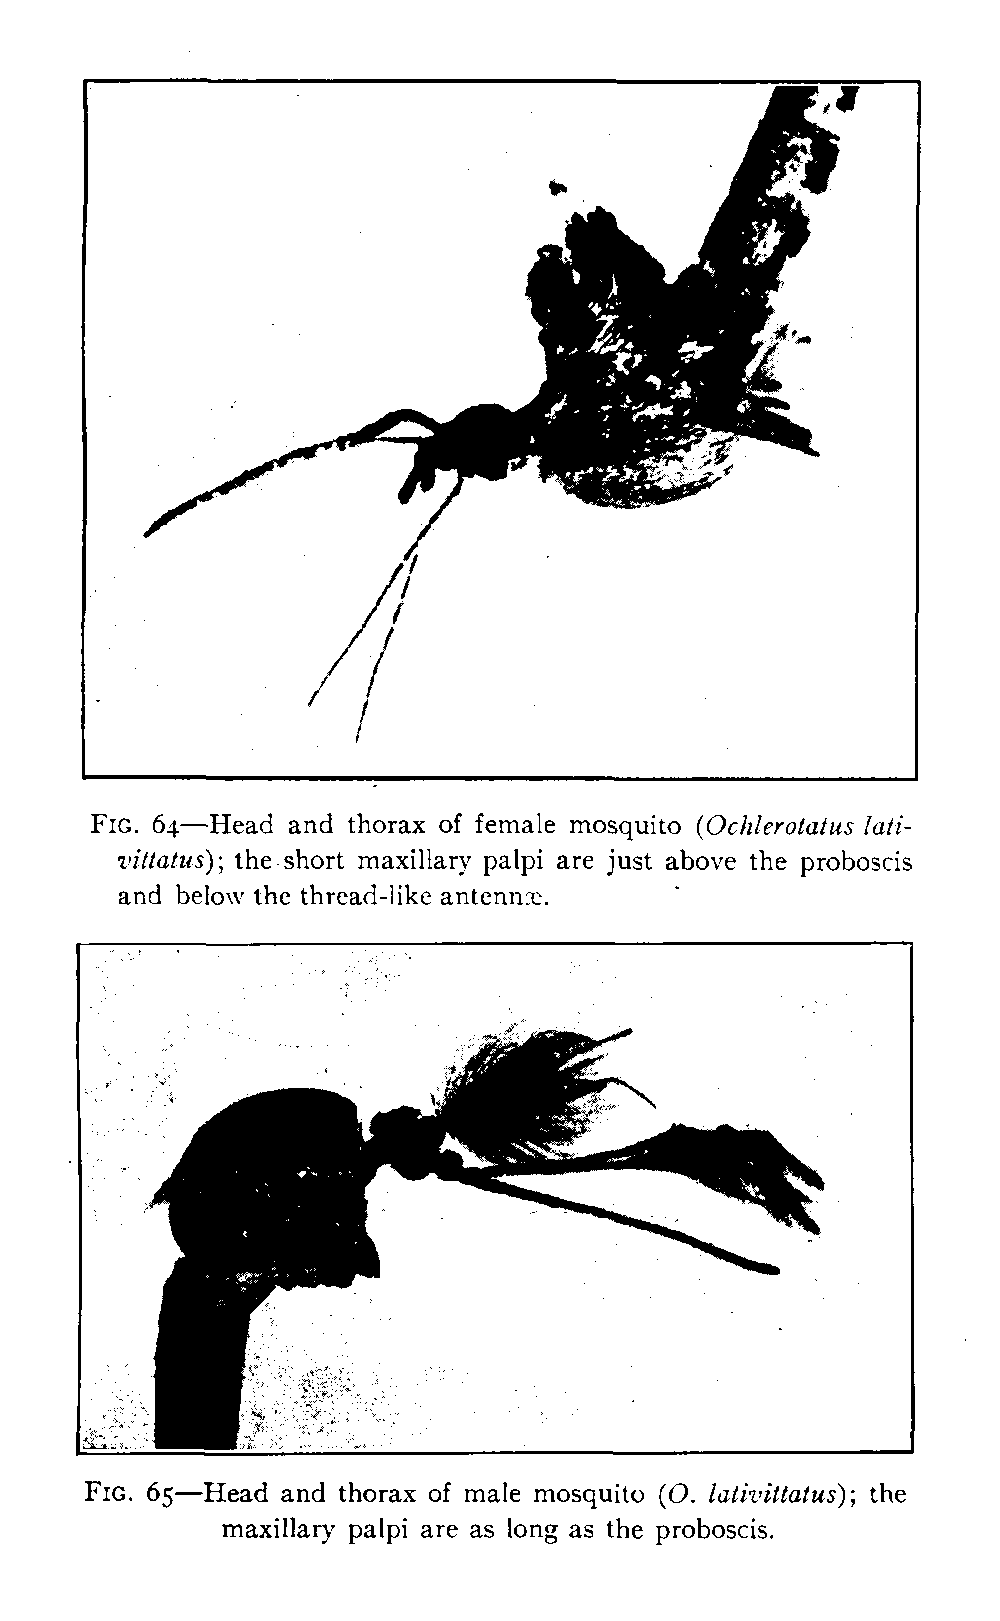 FIG. 64—Head and thorax of female mosquito (Ochlerotatus lati-
vittatus); the short maxillary palpi are just above the proboscis
and below the thread-like antennæ.
FIG. 65—Head and thorax of male mosquito (O. lativittatus); the
maxillary palpi are as long as the proboscis.